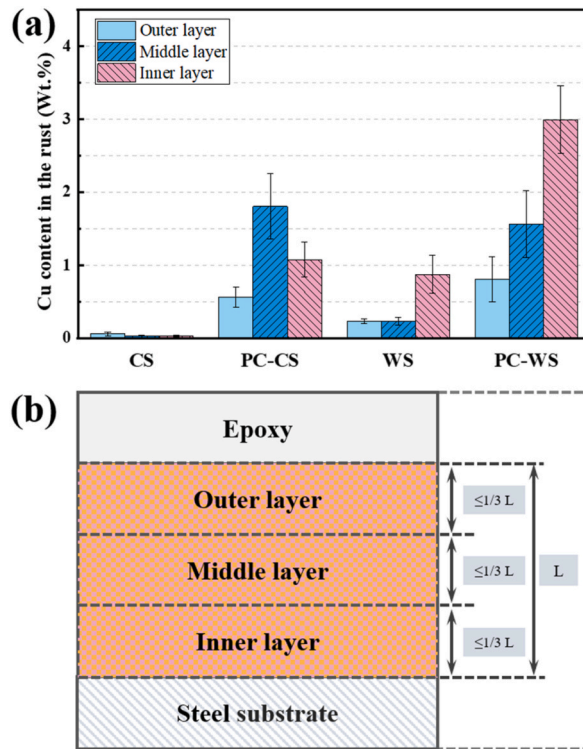 (a)
Outer layer
Middle layer
Inner layer
Cu content in the rust (Wt.%)
4
3
2
1
0
CS PC-CS WS PC-WS
(b)
Epoxy
Outer layer
≤1/3 L
Middle layer
≤1/3 L
L
Inner layer
≤1/3 L
Steel substrate